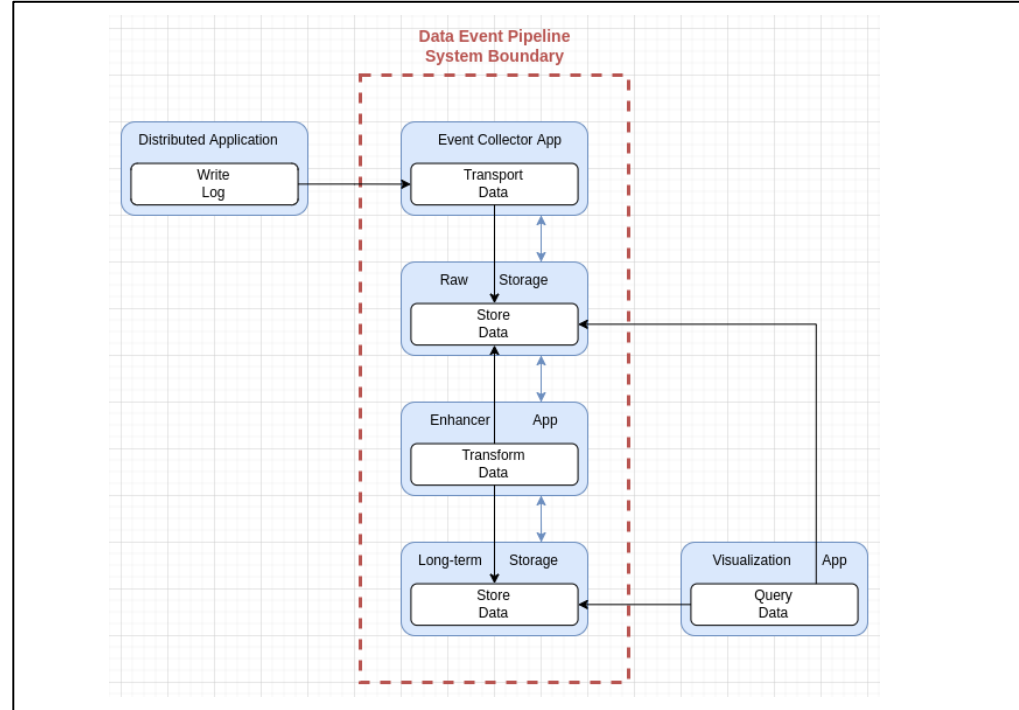 Data Event Pipeline
System Boundary
Distributed Application
Write
Log
Event Collector App
Transport
Data
Raw Storage
Store
Data
Enhancer App
Transform
Data
Long-term Storage
Store
Data
Visualization App
Query
Data